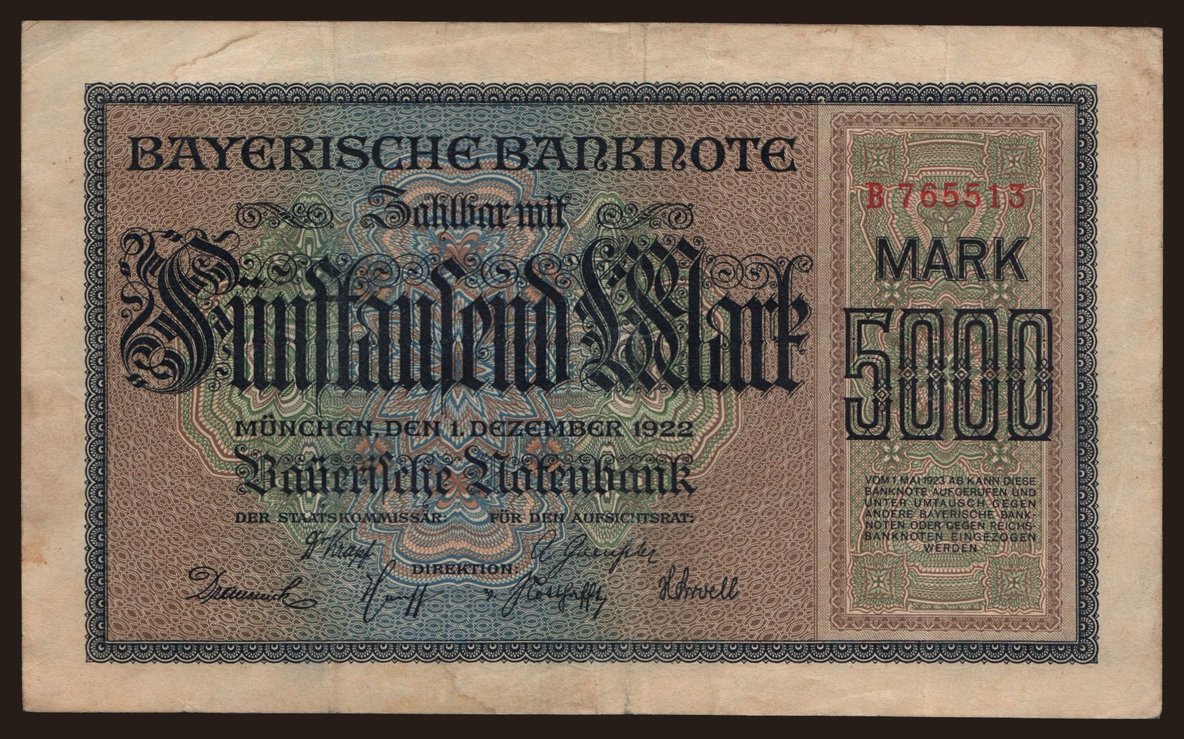 BAYERISCHE BANKNOTE
Zahlbar mit
Fünftausend Mark
MÜNCHEN, DEN 1. DEZEMBER 1922
Bayerische Notenbank
DER STAATSKOMMISSÄR: FÜR DEN AUFSICHTSRAT:
DIREKTION:
B 765513
MARK
5000
VOM 1. MAI 1923 AB KANN DIESE
BANKNOTE AUFGERUFEN UND
UNTER UMTAUSCH GEGEN
ANDERE BAYERISCHE BANK-
NOTEN ODER GEGEN REICHS-
BANKNOTEN EINGEZOGEN
WERDEN